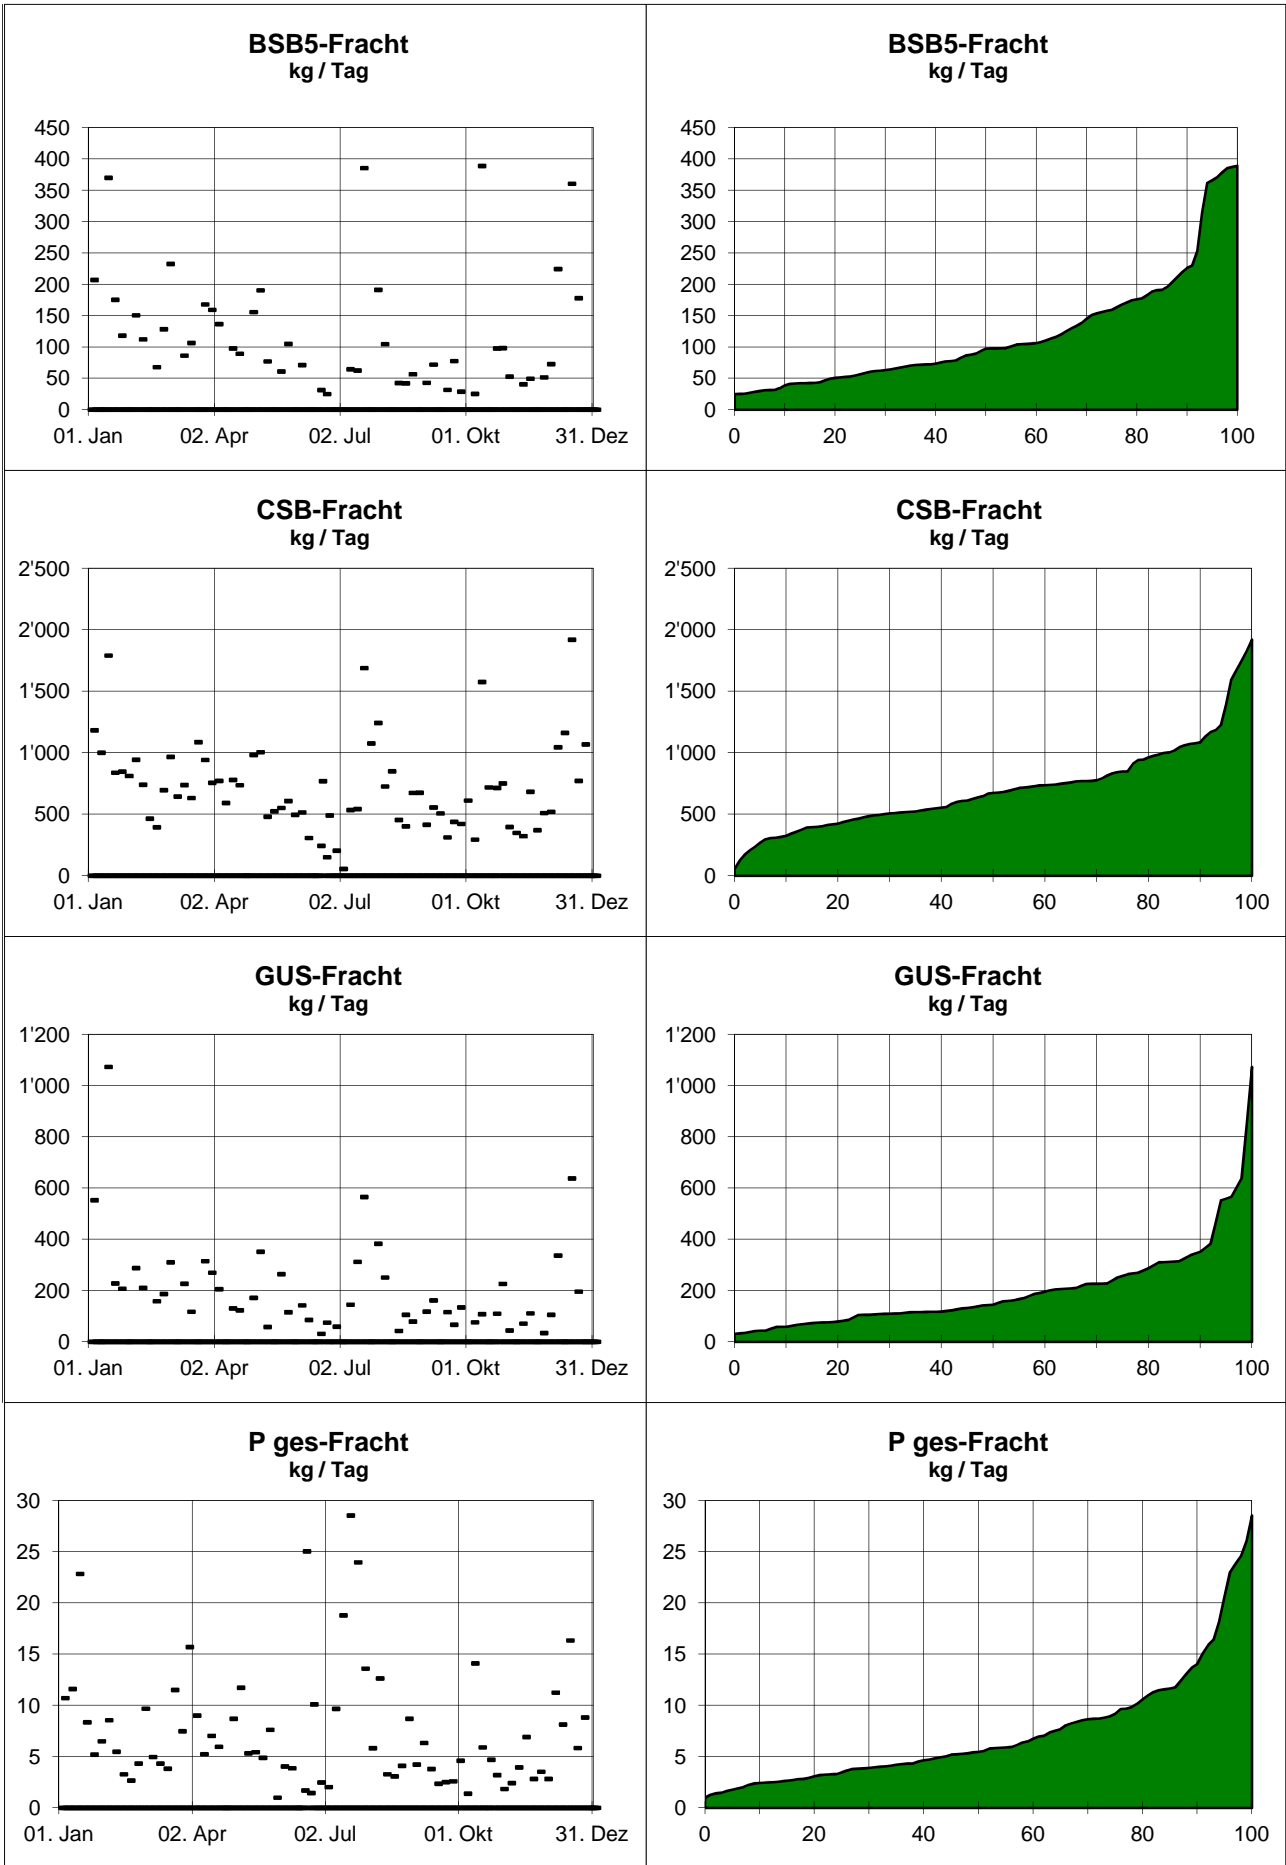 BSB5-Fracht
kg / Tag
450
400
350
300
250
200
150
100
50
0
01. Jan 02. Apr 02. Jul 01. Okt 31. Dez
BSB5-Fracht
kg / Tag
450
400
350
300
250
200
150
100
50
0
0 20 40 60 80 100
CSB-Fracht
kg / Tag
2'500
2'000
1'500
1'000
500
0
01. Jan 02. Apr 02. Jul 01. Okt 31. Dez
CSB-Fracht
kg / Tag
2'500
2'000
1'500
1'000
500
0
0 20 40 60 80 100
GUS-Fracht
kg / Tag
1'200
1'000
800
600
400
200
0
01. Jan 02. Apr 02. Jul 01. Okt 31. Dez
GUS-Fracht
kg / Tag
1'200
1'000
800
600
400
200
0
0 20 40 60 80 100
P ges-Fracht
kg / Tag
30
25
20
15
10
5
0
01. Jan 02. Apr 02. Jul 01. Okt 31. Dez
P ges-Fracht
kg / Tag
30
25
20
15
10
5
0
0 20 40 60 80 100